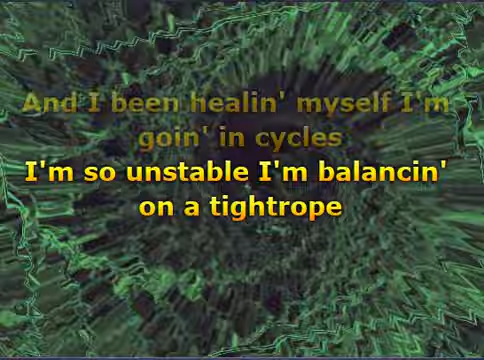 And I been healin' myself I'm
goin' in cycles
I'm so unstable I'm balancin'
on a tightrope